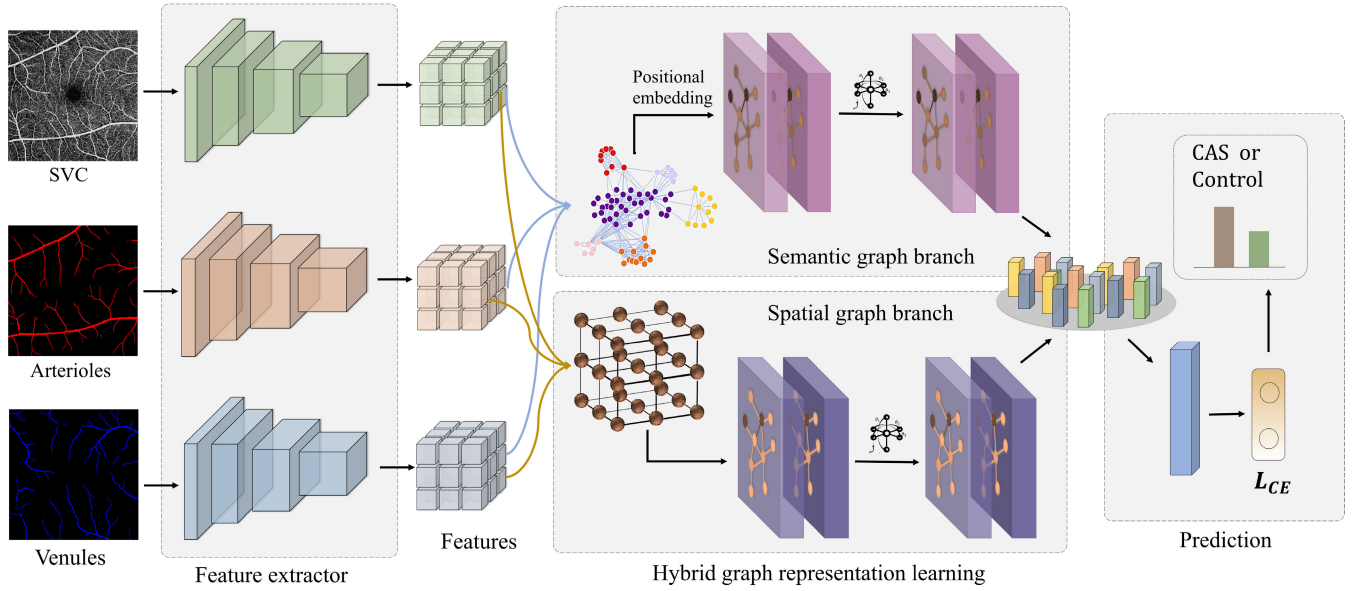 SVC
Arterioles
Venules
Feature extractor
Features
Positional
embedding
Semantic graph branch
Spatial graph branch
Hybrid graph representation learning
CAS or
Control
L_CE
Prediction